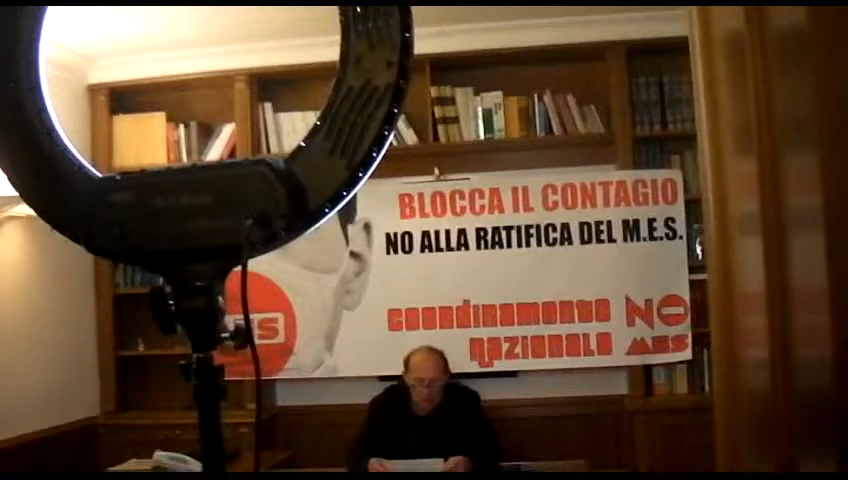 BLOCCA IL CONTAGIO
NO ALLA RATIFICA DEL M.E.S.
coordinamento NO
nazionale MES